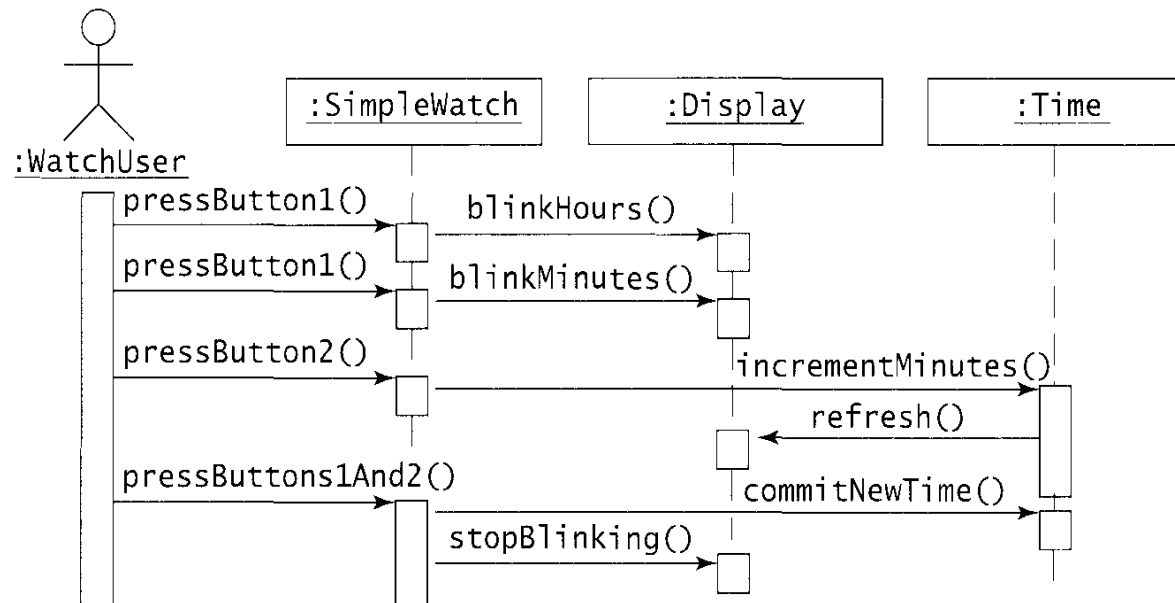 :SimpleWatch
:Display
:Time
:WatchUser
pressButton1()
blinkHours()
pressButton1()
blinkMinutes()
pressButton2()
incrementMinutes()
refresh()
pressButtons1And2()
commitNewTime()
stopBlinking()